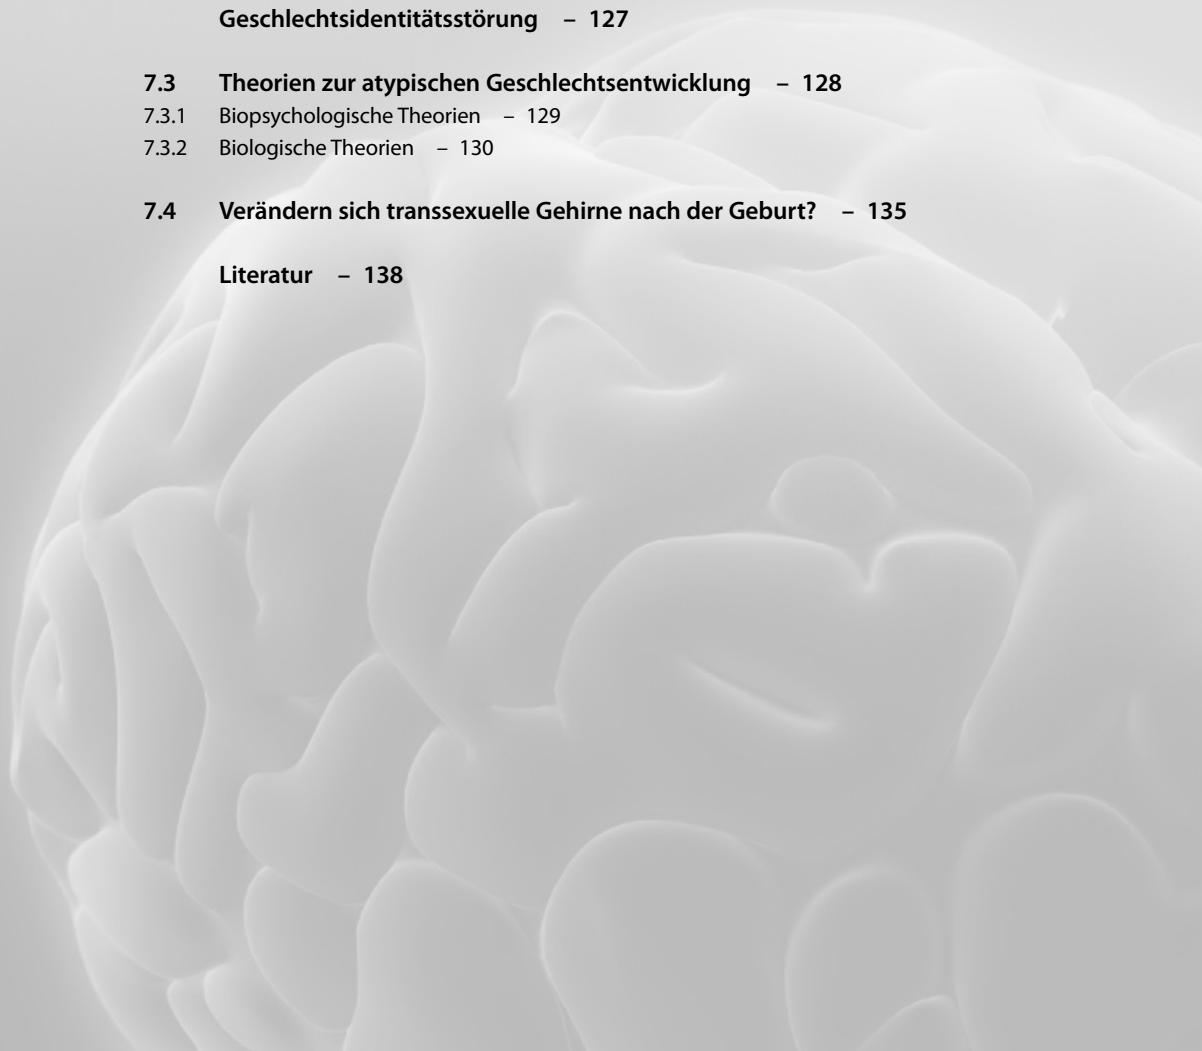 Geschlechtsidentitätsstörung – 127
7.3 Theorien zur atypischen Geschlechtsentwicklung – 128
7.3.1 Biopsychologische Theorien – 129
7.3.2 Biologische Theorien – 130
7.4 Verändern sich transsexuelle Gehirne nach der Geburt? – 135
Literatur – 138